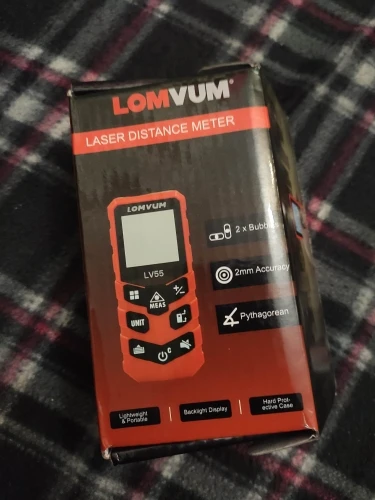 LOMVUM®
LASER DISTANCE METER
LOMVUM
LV55
2 x Bubb
2mm Accuracy
Pythagorean
MEAS
UNIT
C
Lightweight
& Portable
Backlight Display
Hard Prot-
ective Case